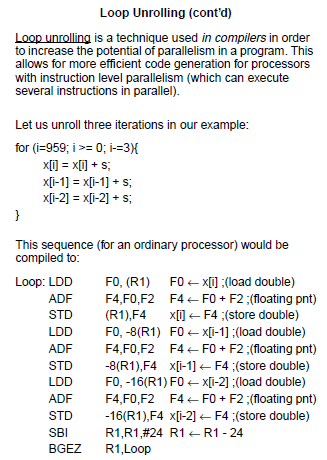 Loop Unrolling (cont'd)
Loop unrolling is a technique used in compilers in order
to increase the potential of parallelism in a program. This
allows for more efficient code generation for processors
with instruction level parallelism (which can execute
several instructions in parallel).
Let us unroll three iterations in our example:
for (i=959; i >= 0; i-=3){
x[i] = x[i] + s;
x[i-1] = x[i-1] + s;
x[i-2] = x[i-2] + s;
}
This sequence (for an ordinary processor) would be
compiled to:
Loop: LDD F0, (R1) F0 ← x[i] ;(load double)
ADF F4,F0,F2 F4 ← F0 + F2 ;(floating pnt)
STD (R1),F4 x[i] ← F4 ;(store double)
LDD F0, -8(R1) F0 ← x[i-1] ;(load double)
ADF F4,F0,F2 F4 ← F0 + F2 ;(floating pnt)
STD -8(R1),F4 x[i-1] ← F4 ;(store double)
LDD F0, -16(R1) F0 ← x[i-2] ;(load double)
ADF F4,F0,F2 F4 ← F0 + F2 ;(floating pnt)
STD -16(R1),F4 x[i-2] ← F4 ;(store double)
SBI R1,R1,#24 R1 ← R1 - 24
BGEZ R1,Loop